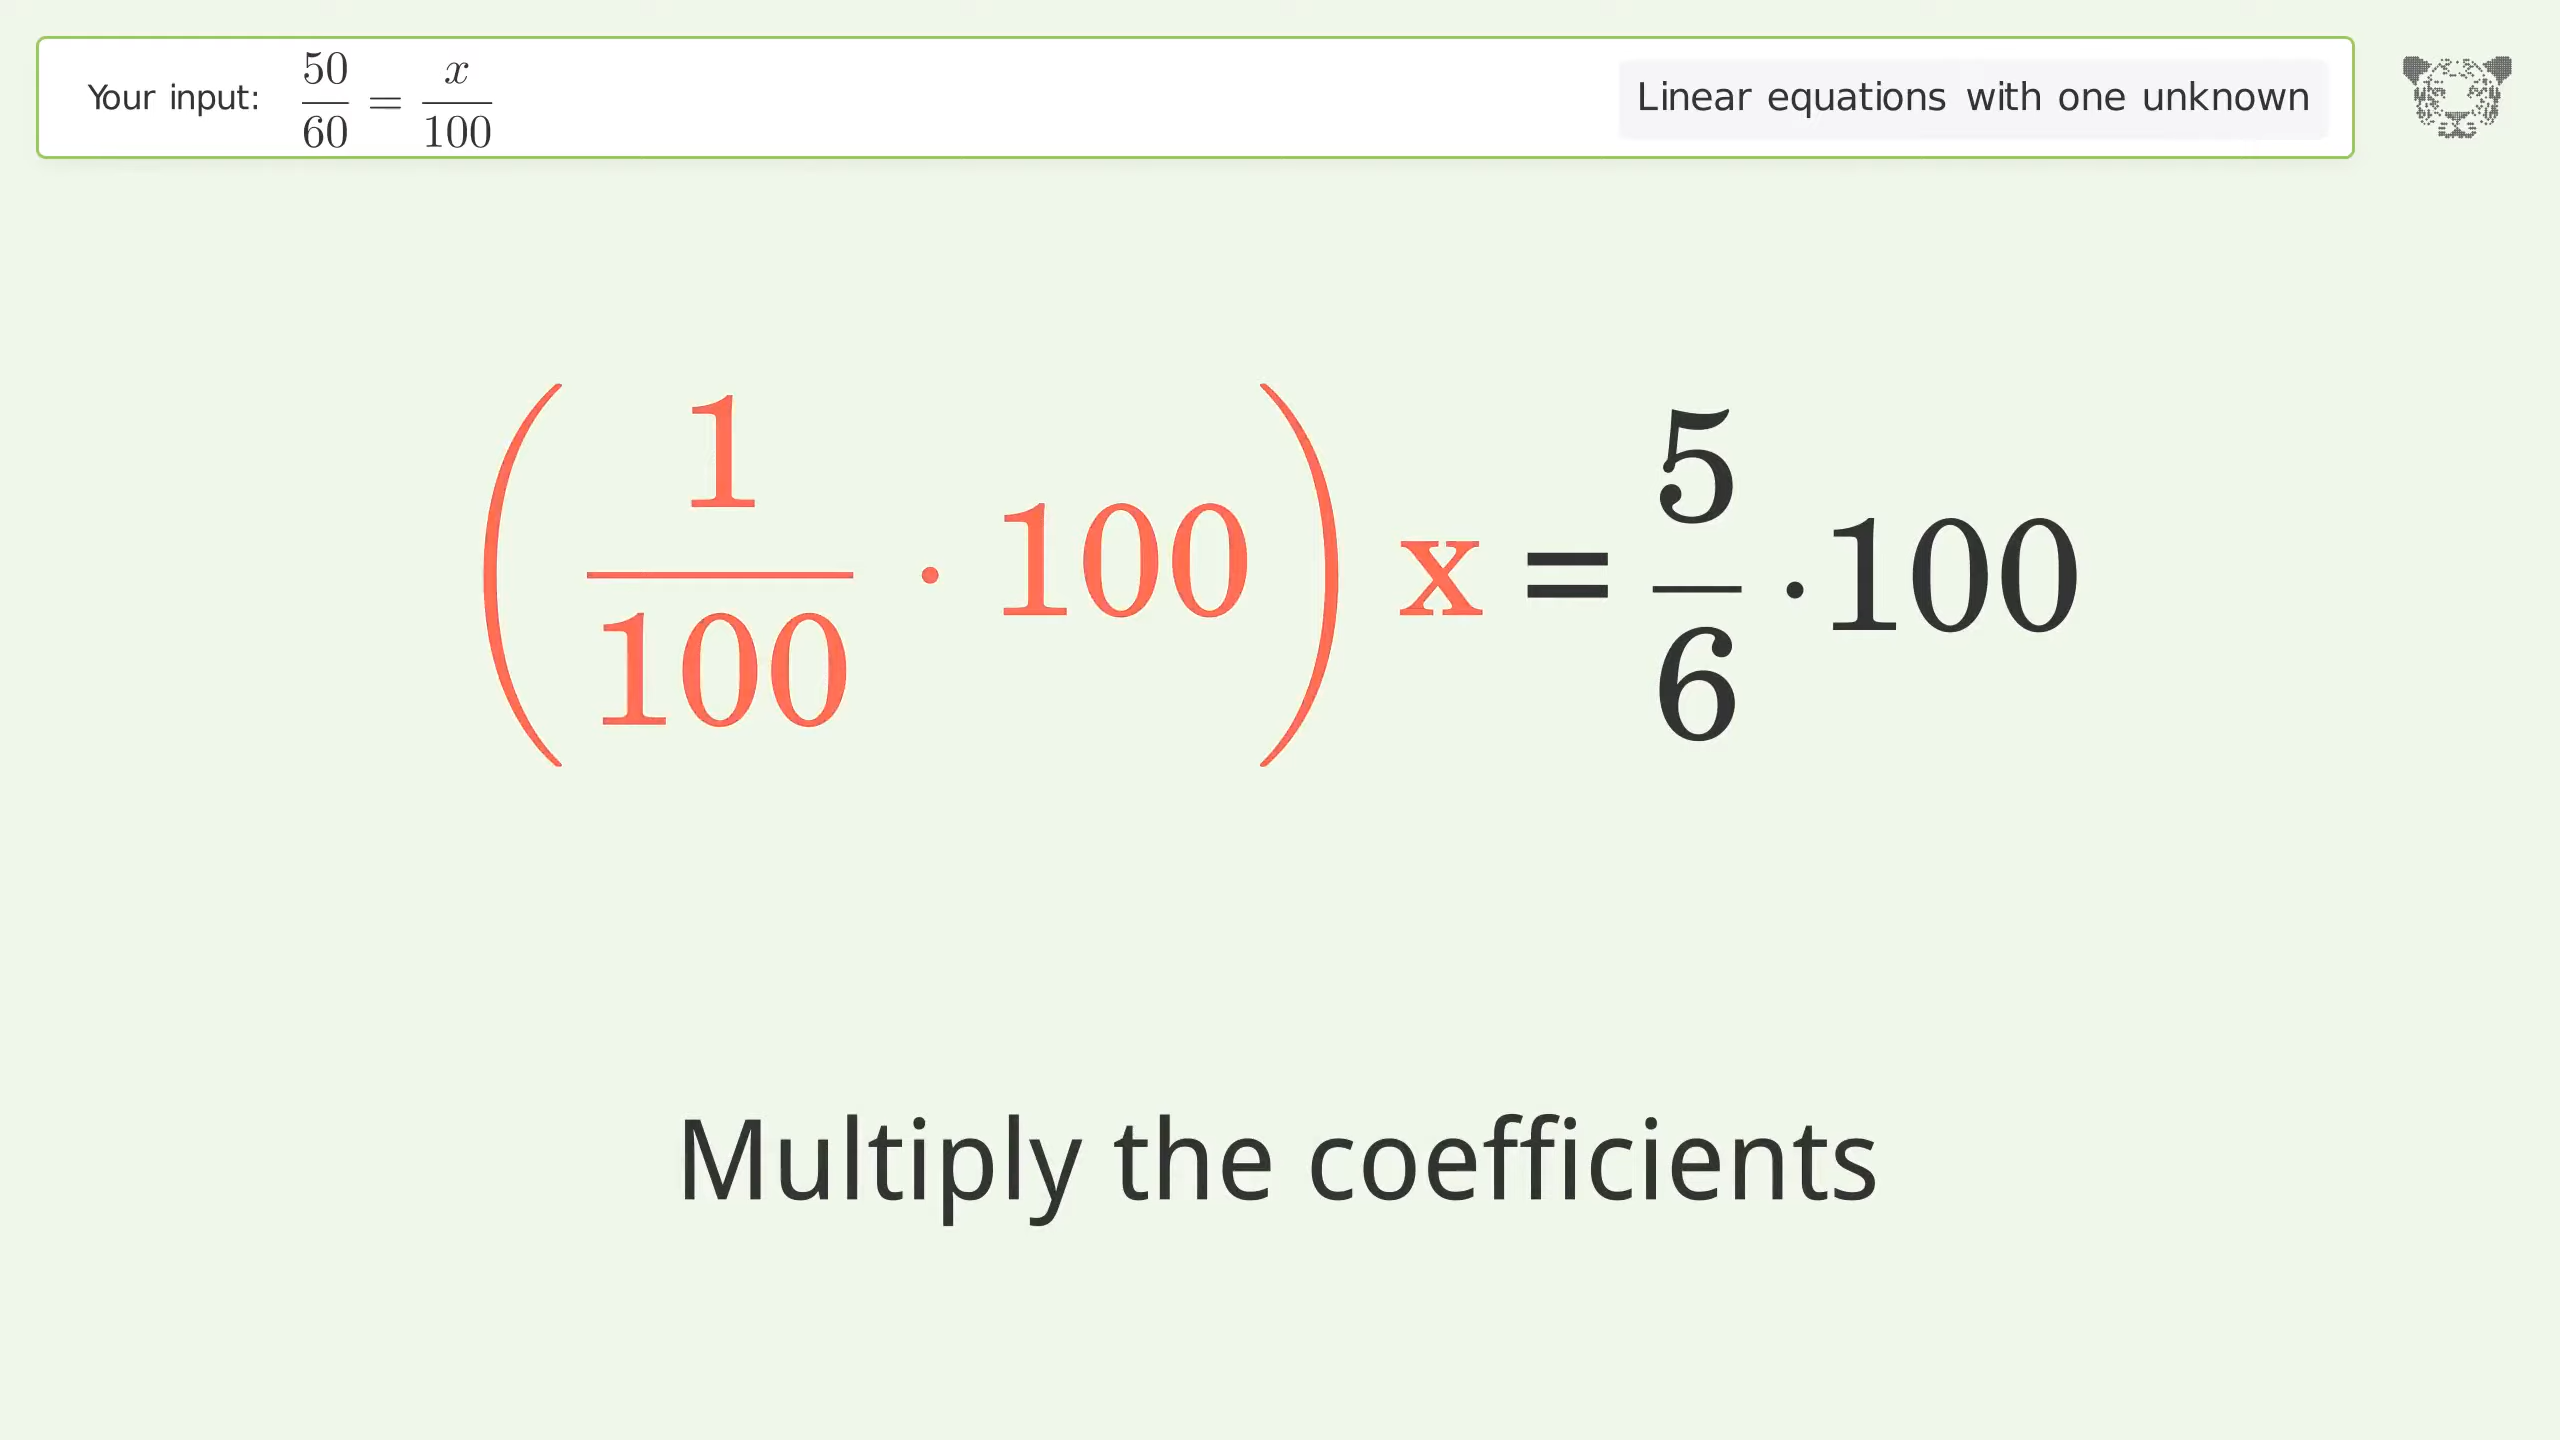 Your input: 50/60 = x/100
Linear equations with one unknown
(1/100 · 100) x = 5/6 · 100
Multiply the coefficients